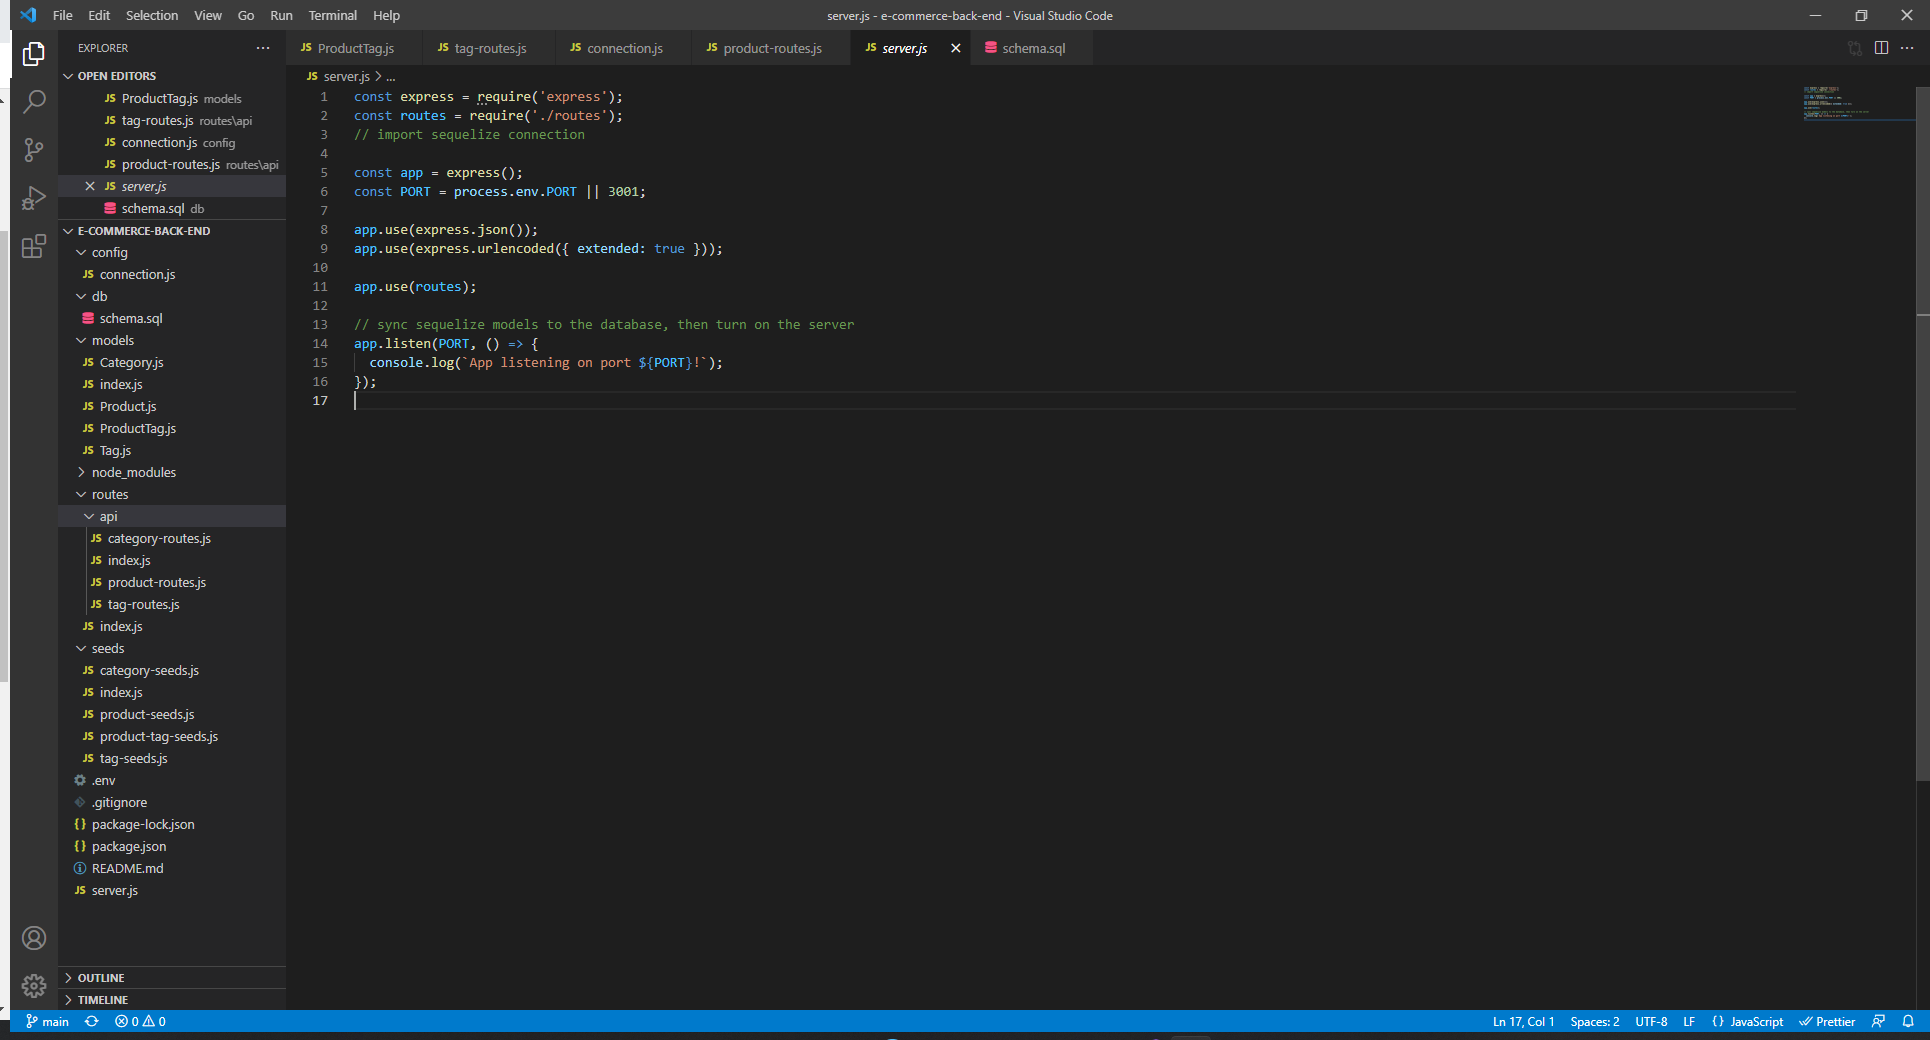 File Edit Selection View Go Run Terminal Help
server.js - e-commerce-back-end - Visual Studio Code
EXPLORER
OPEN EDITORS
JS ProductTag.js models
JS tag-routes.js routes\api
JS connection.js config
JS product-routes.js routes\api
JS server.js
schema.sql db
E-COMMERCE-BACK-END
config
JS connection.js
db
schema.sql
models
JS Category.js
JS index.js
JS Product.js
JS ProductTag.js
JS Tag.js
node_modules
routes
api
JS category-routes.js
JS index.js
JS product-routes.js
JS tag-routes.js
JS index.js
seeds
JS category-seeds.js
JS index.js
JS product-seeds.js
JS product-tag-seeds.js
JS tag-seeds.js
.env
.gitignore
{} package-lock.json
{} package.json
README.md
JS server.js
OUTLINE
TIMELINE
JS ProductTag.js JS tag-routes.js JS connection.js JS product-routes.js JS server.js schema.sql
JS server.js > ...
1 const express = require('express');
2 const routes = require('./routes');
3 // import sequelize connection
4
5 const app = express();
6 const PORT = process.env.PORT || 3001;
7
8 app.use(express.json());
9 app.use(express.urlencoded({ extended: true }));
10
11 app.use(routes);
12
13 // sync sequelize models to the database, then turn on the server
14 app.listen(PORT, () => {
15 console.log(`App listening on port ${PORT}!`);
16 });
17
main 0 0 Ln 17, Col 1 Spaces: 2 UTF-8 LF {} JavaScript Prettier